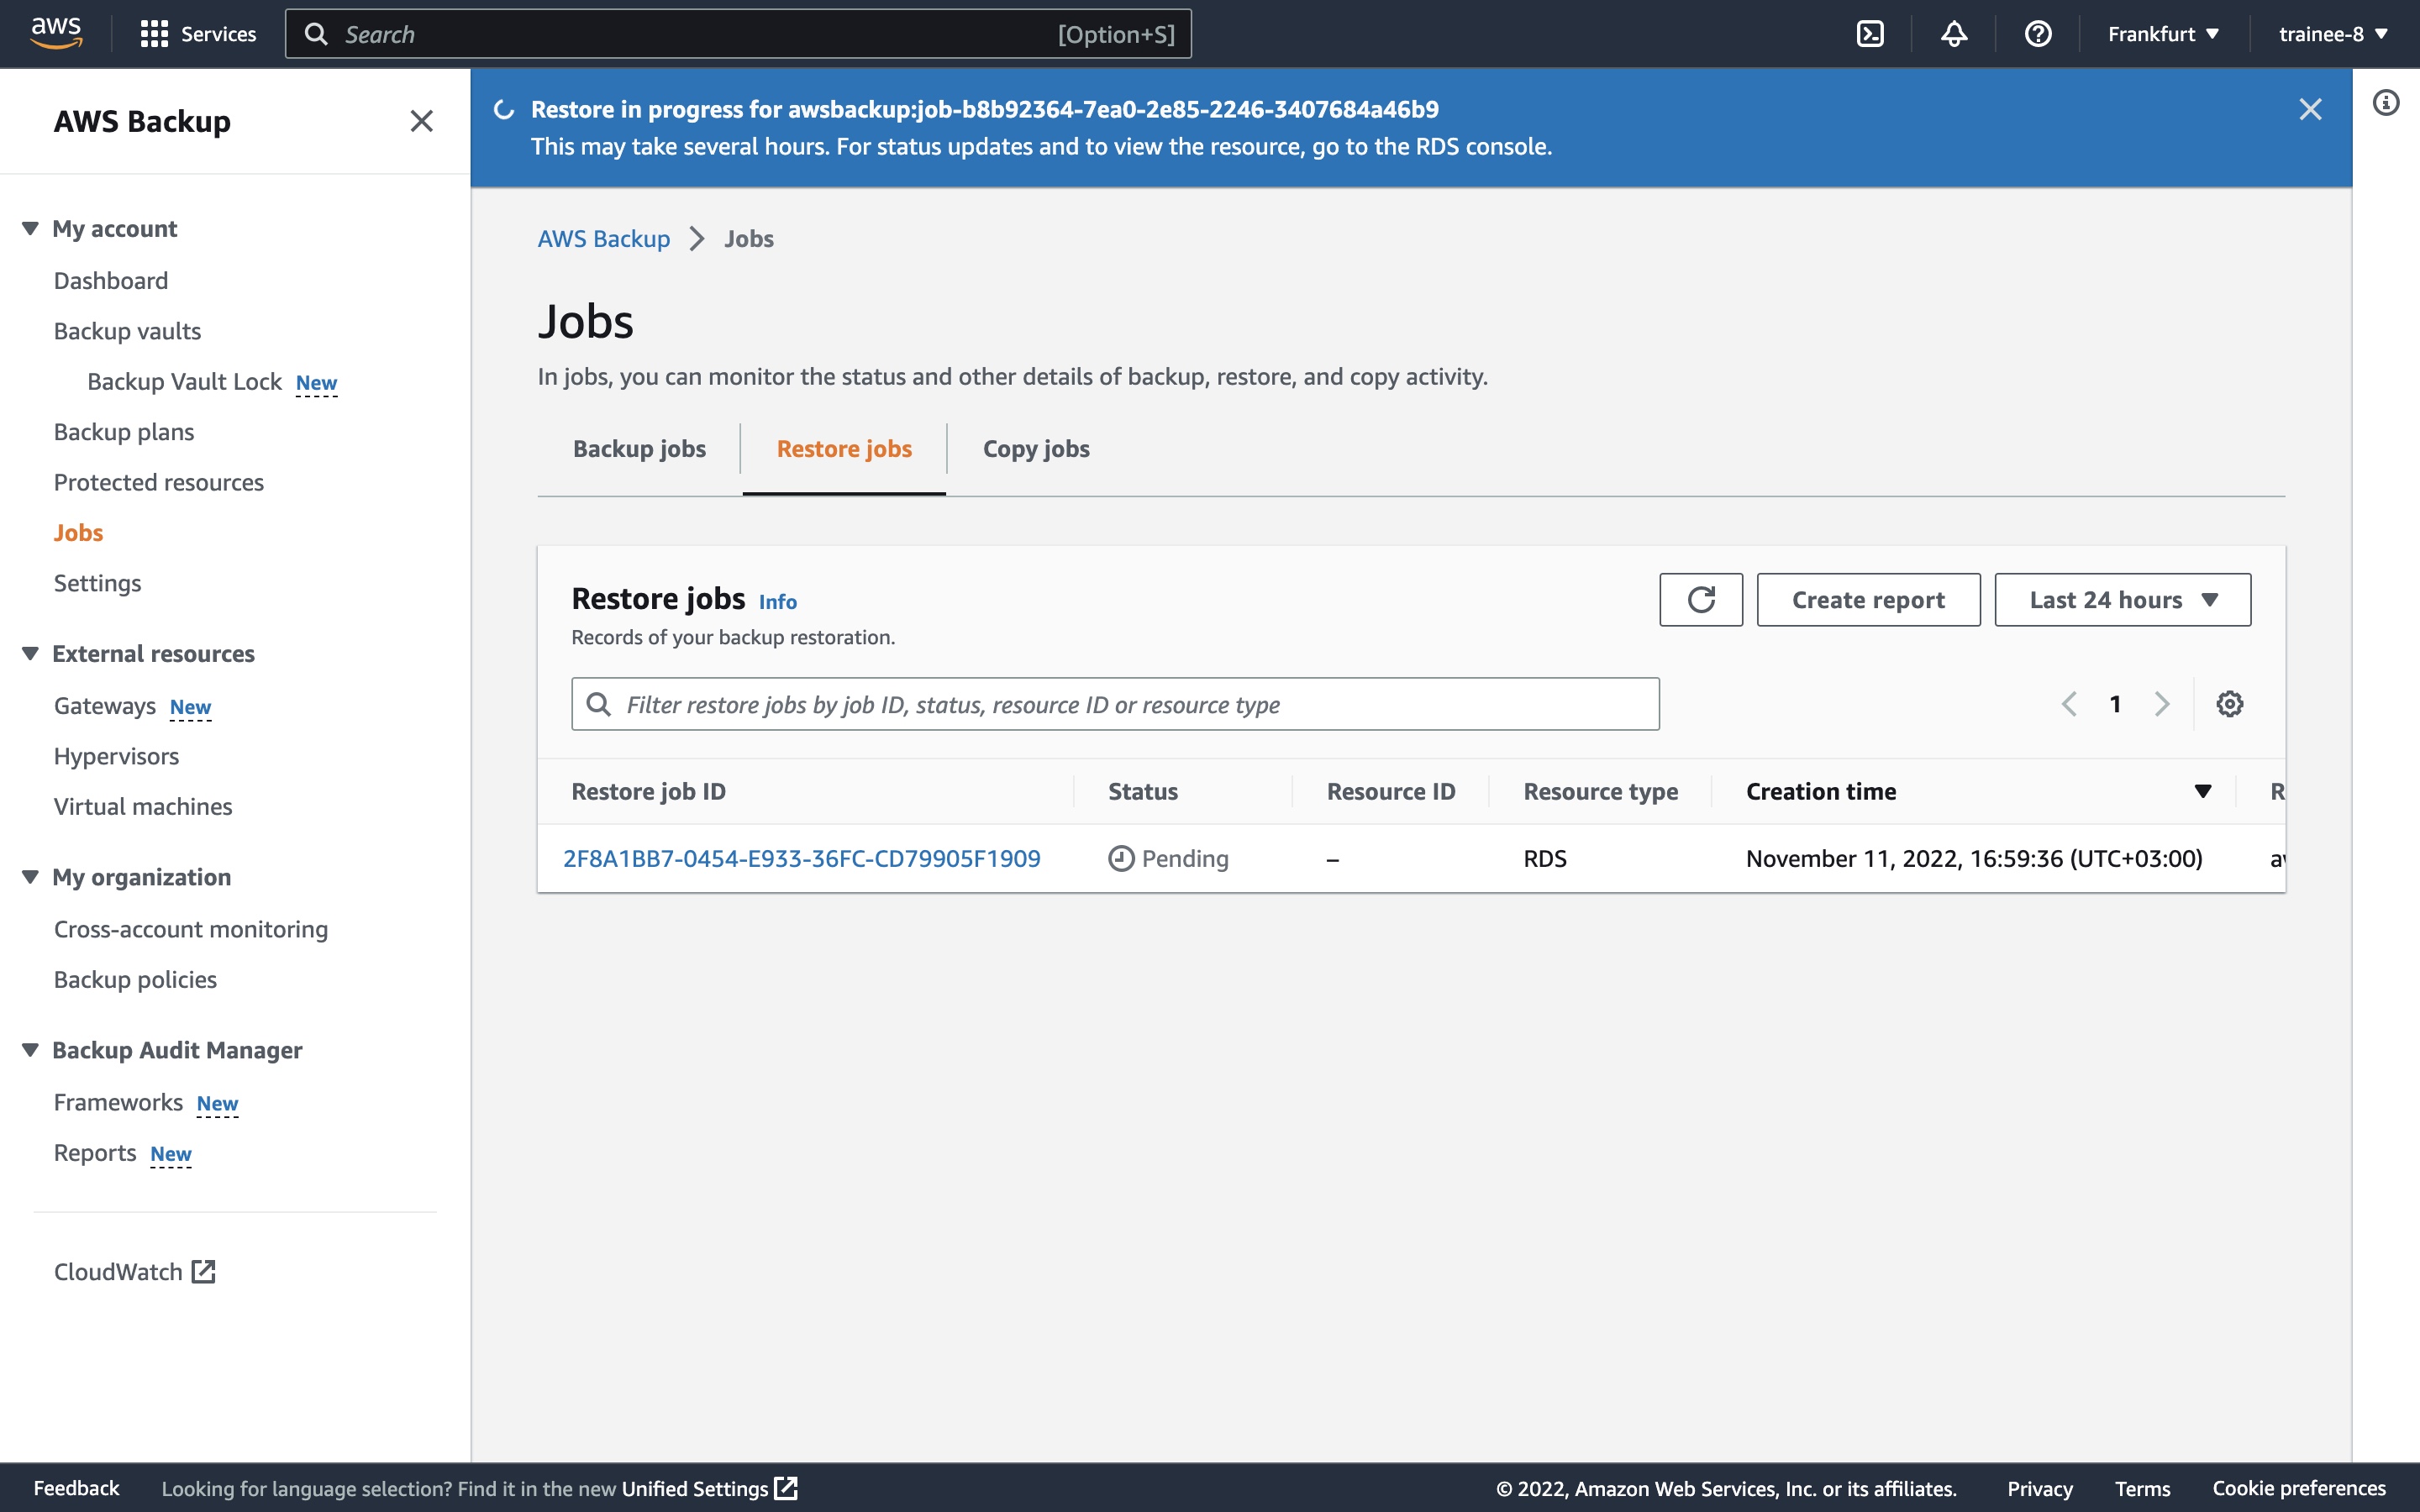 aws
Services
Search
[Option+S]
Frankfurt
trainee-8
AWS Backup
My account
Dashboard
Backup vaults
Backup Vault Lock New
Backup plans
Protected resources
Jobs
Settings
External resources
Gateways New
Hypervisors
Virtual machines
My organization
Cross-account monitoring
Backup policies
Backup Audit Manager
Frameworks New
Reports New
CloudWatch
Restore in progress for awsbackup:job-b8b92364-7ea0-2e85-2246-3407684a46b9
This may take several hours. For status updates and to view the resource, go to the RDS console.
AWS Backup > Jobs
Jobs
In jobs, you can monitor the status and other details of backup, restore, and copy activity.
Backup jobs Restore jobs Copy jobs
Restore jobs Info
Records of your backup restoration.
Create report
Last 24 hours
Filter restore jobs by job ID, status, resource ID or resource type
1
Restore job ID Status Resource ID Resource type Creation time R
2F8A1BB7-0454-E933-36FC-CD79905F1909 Pending – RDS November 11, 2022, 16:59:36 (UTC+03:00)
Feedback
Looking for language selection? Find it in the new Unified Settings
© 2022, Amazon Web Services, Inc. or its affiliates.
Privacy
Terms
Cookie preferences